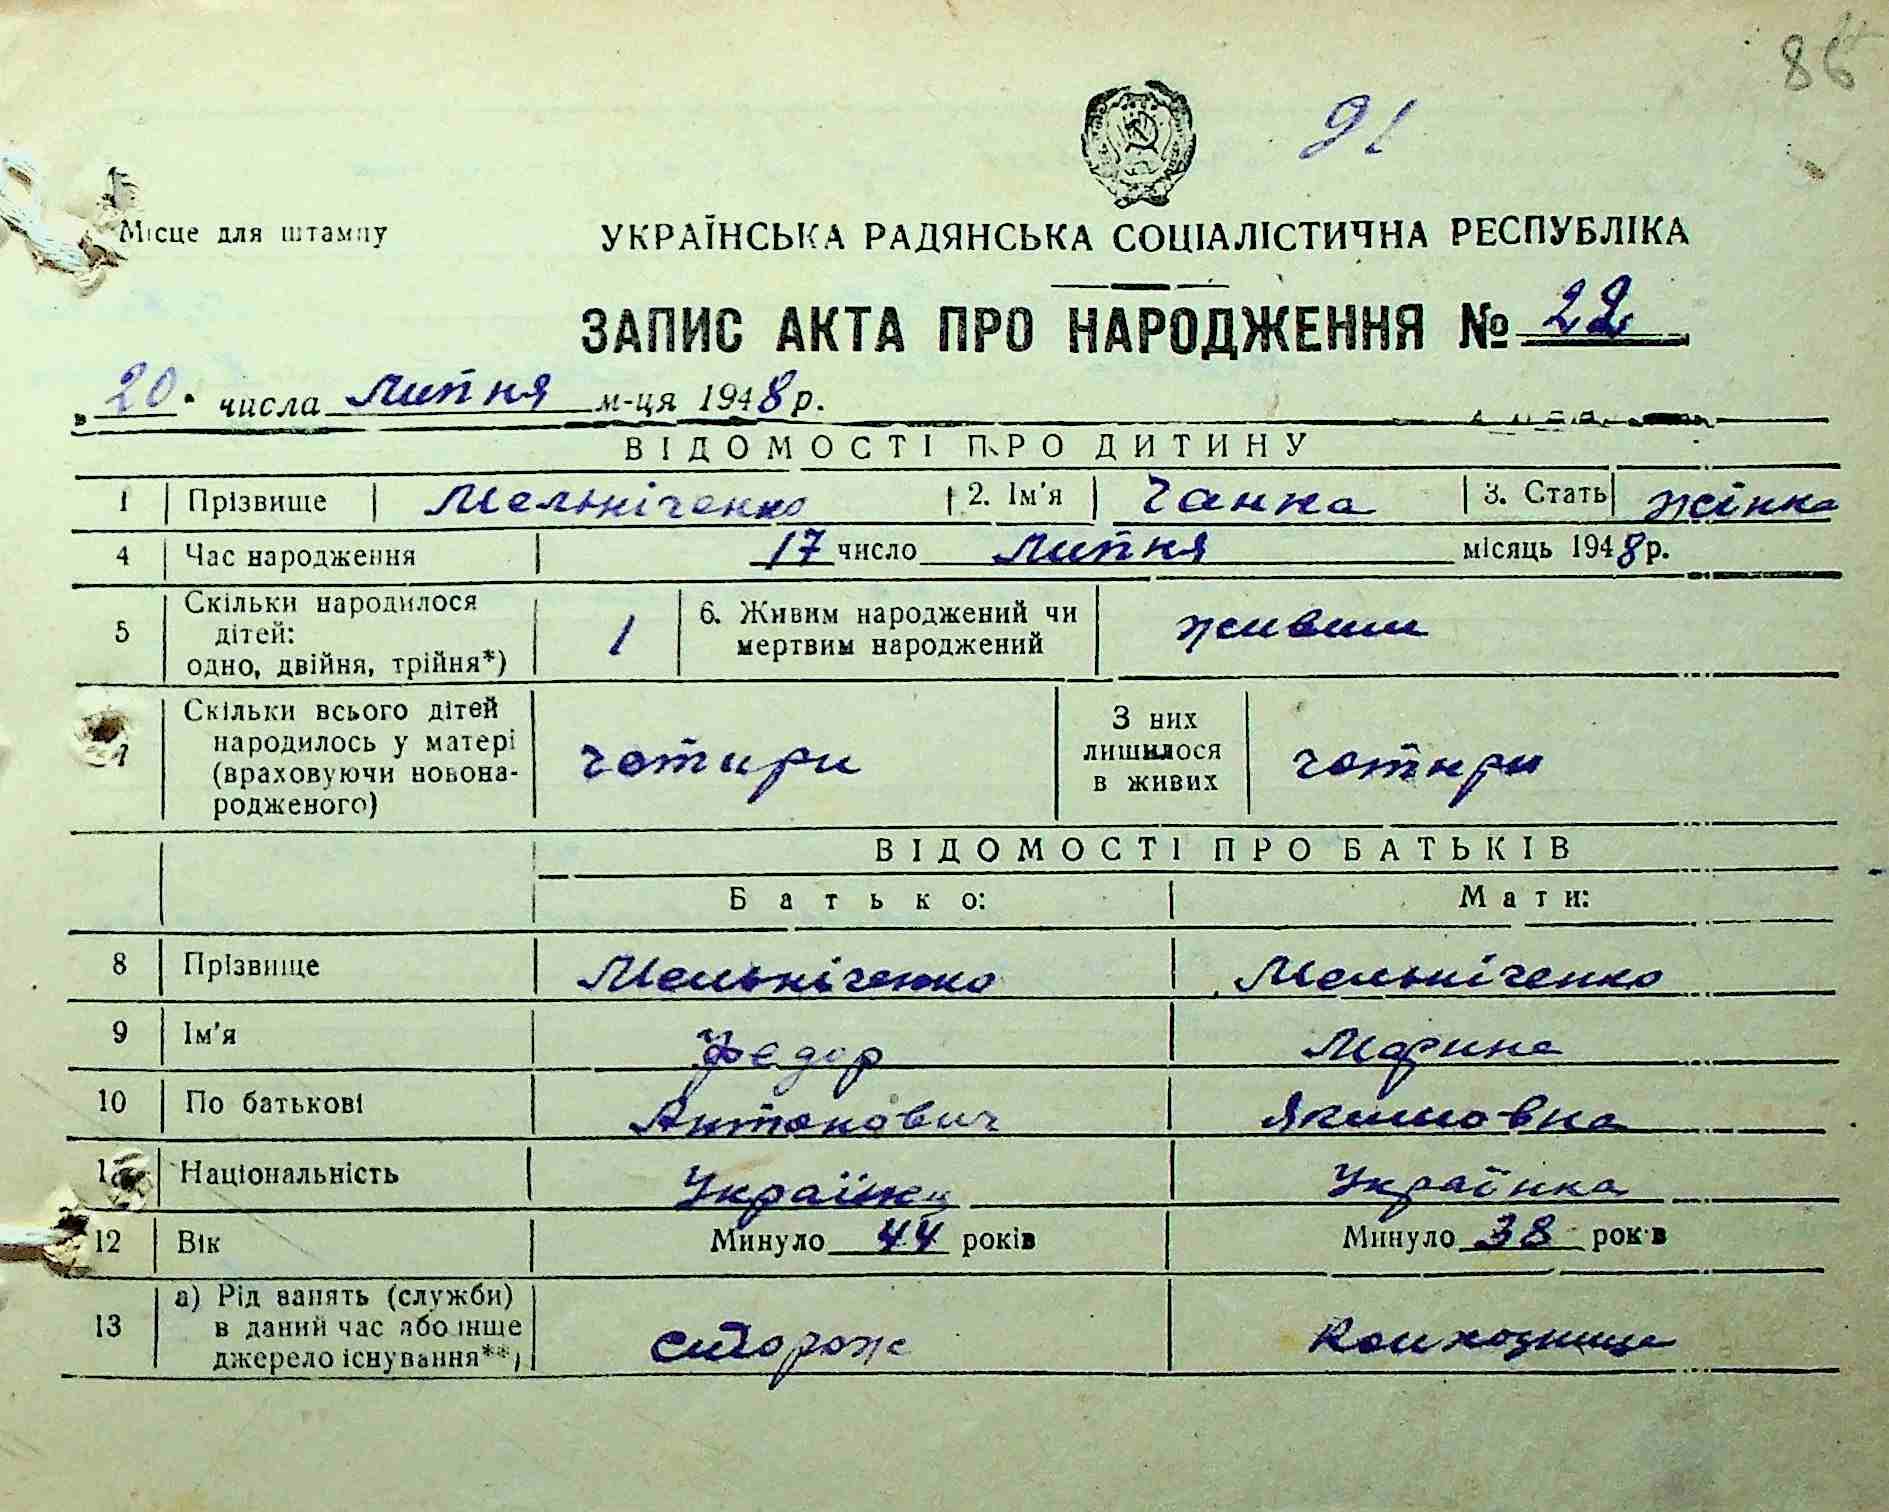 86
91
Місце для штампу
УКРАЇНСЬКА РАДЯНСЬКА СОЦІАЛІСТИЧНА РЕСПУБЛІКА
ЗАПИС АКТА ПРО НАРОДЖЕННЯ № 22
„20" числа липня м-ця 1948 р.
ВІДОМОСТІ ПРО ДИТИНУ
1 Прізвище Мельніченко 2. Ім'я Ганна 3. Стать жінка
4 Час народження 17 число липня місяць 1948 р.
5 Скільки народилося дітей: одно, двійня, трійня*) 1 6. Живим народжений чи мертвим народжений живим
Скільки всього дітей народилось у матері (враховуючи новонародженого) чотири З них лишилося в живих чотири
ВІДОМОСТІ ПРО БАТЬКІВ
Батько: Мати:
8 Прізвище Мельніченко Мельніченко
9 Ім'я Федор Марина
10 По батькові Антонович Якимовна
Національність Українец Українка
12 Вік Минуло 44 років Минуло 38 років
13 а) Рід занять (служби) в даний час або інше джерело існування**) сторож колхозница